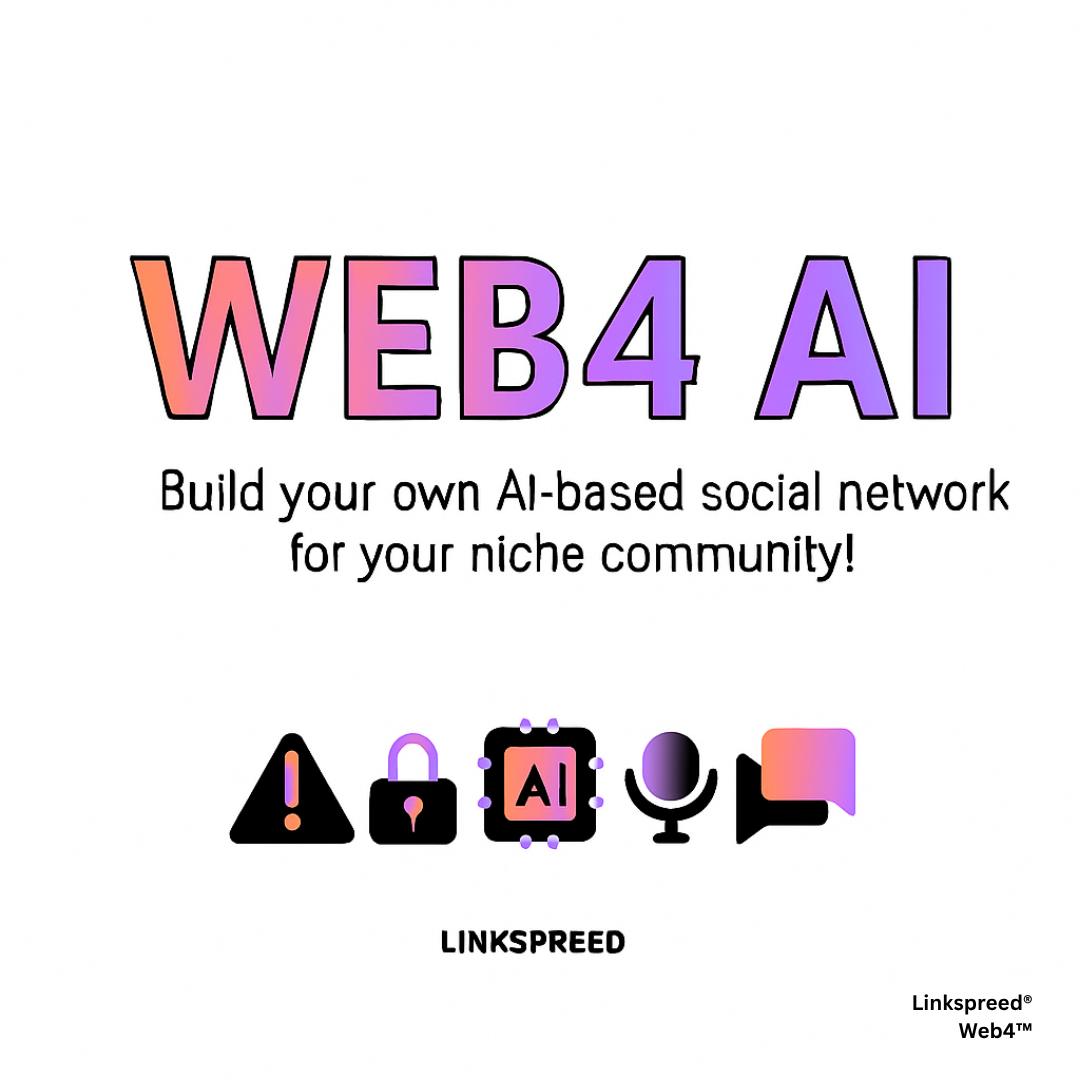 WEB4 AI
Build your own AI-based social network
for your niche community!
AI
LINKSPREED
Linkspreed®
Web4™